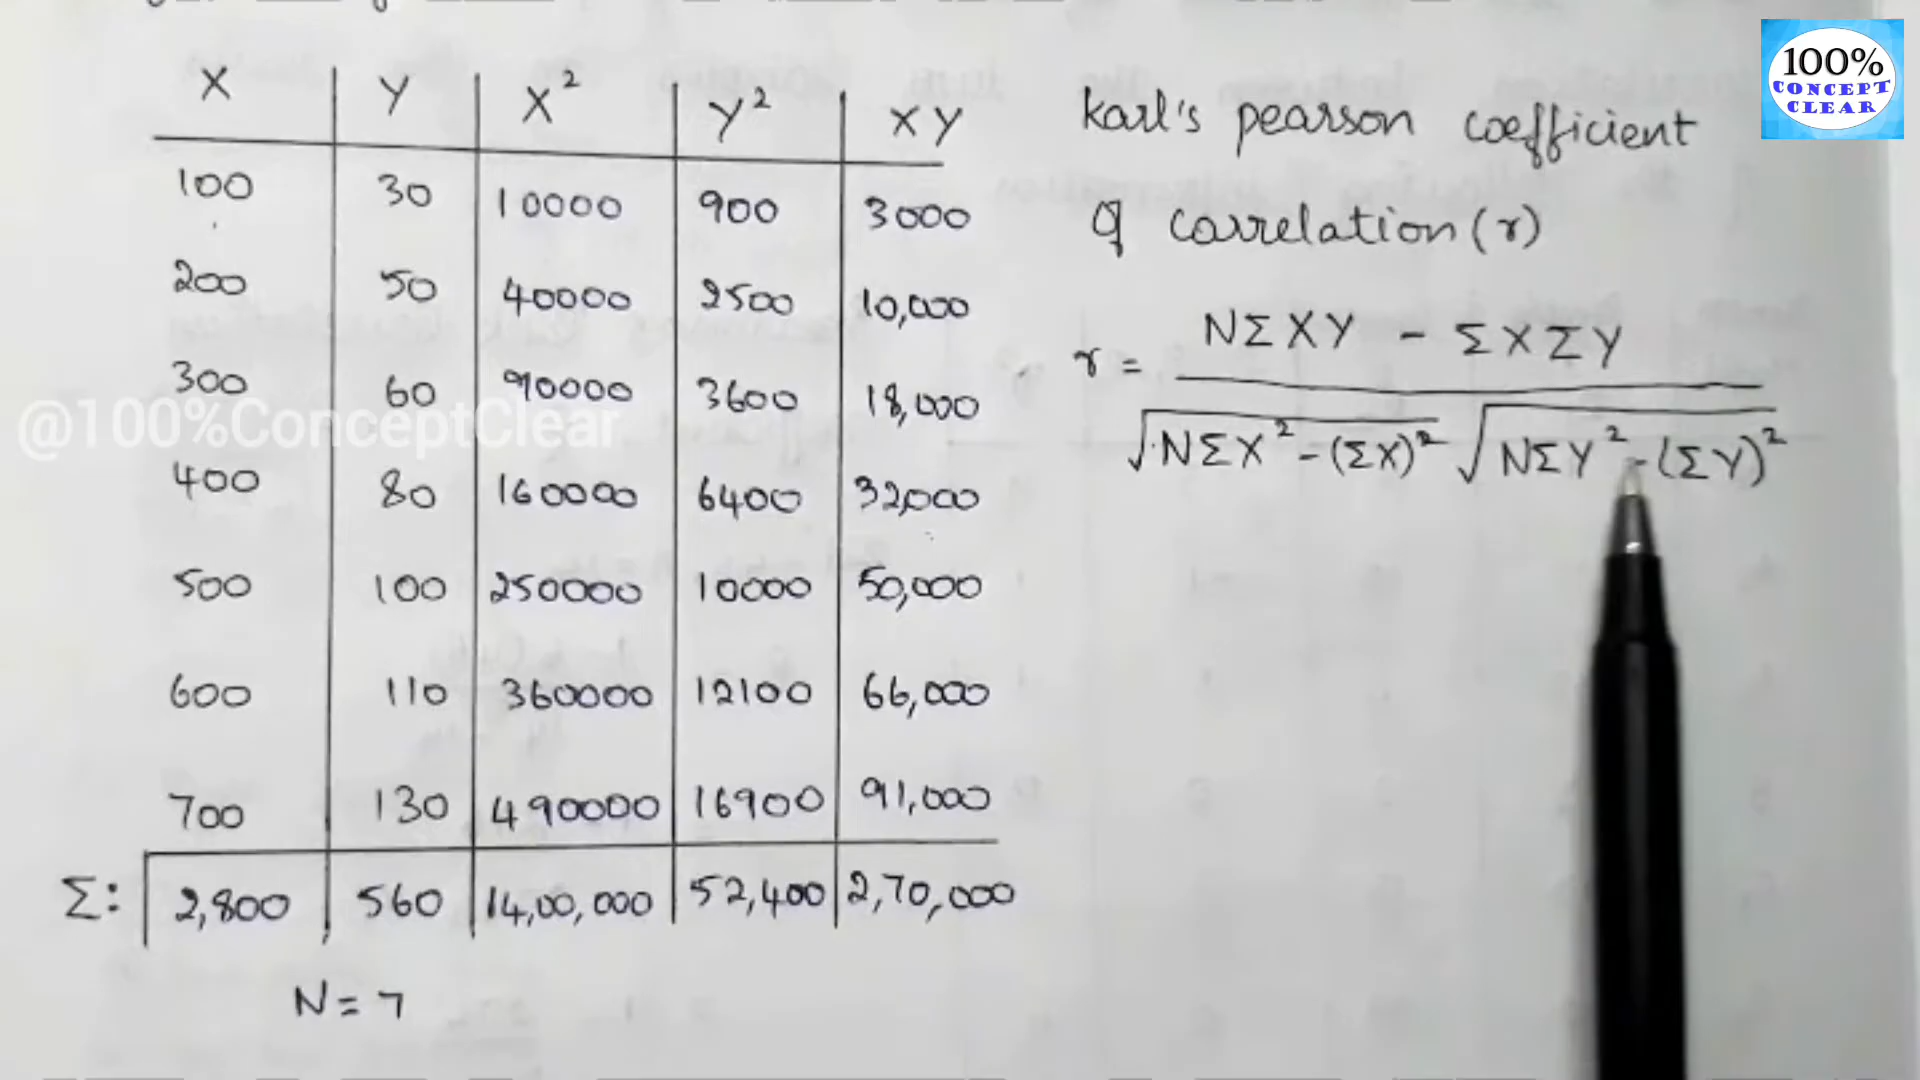 100%
CONCEPT
CLEAR
X Y X² Y² XY
100 30 10000 900 3000
200 50 40000 2500 10,000
300 60 90000 3600 18,000
400 80 160000 6400 32,000
500 100 250000 10000 50,000
600 110 360000 12100 66,000
700 130 490000 16900 91,000
Σ: 2,800 560 14,00,000 52,400 2,70,000
N = 7
Karl's pearson coefficient
of correlation (r)
r = NΣXY - ΣXΣY
√NΣX² - (ΣX)² √NΣY² - (ΣY)²
@100%ConceptClear